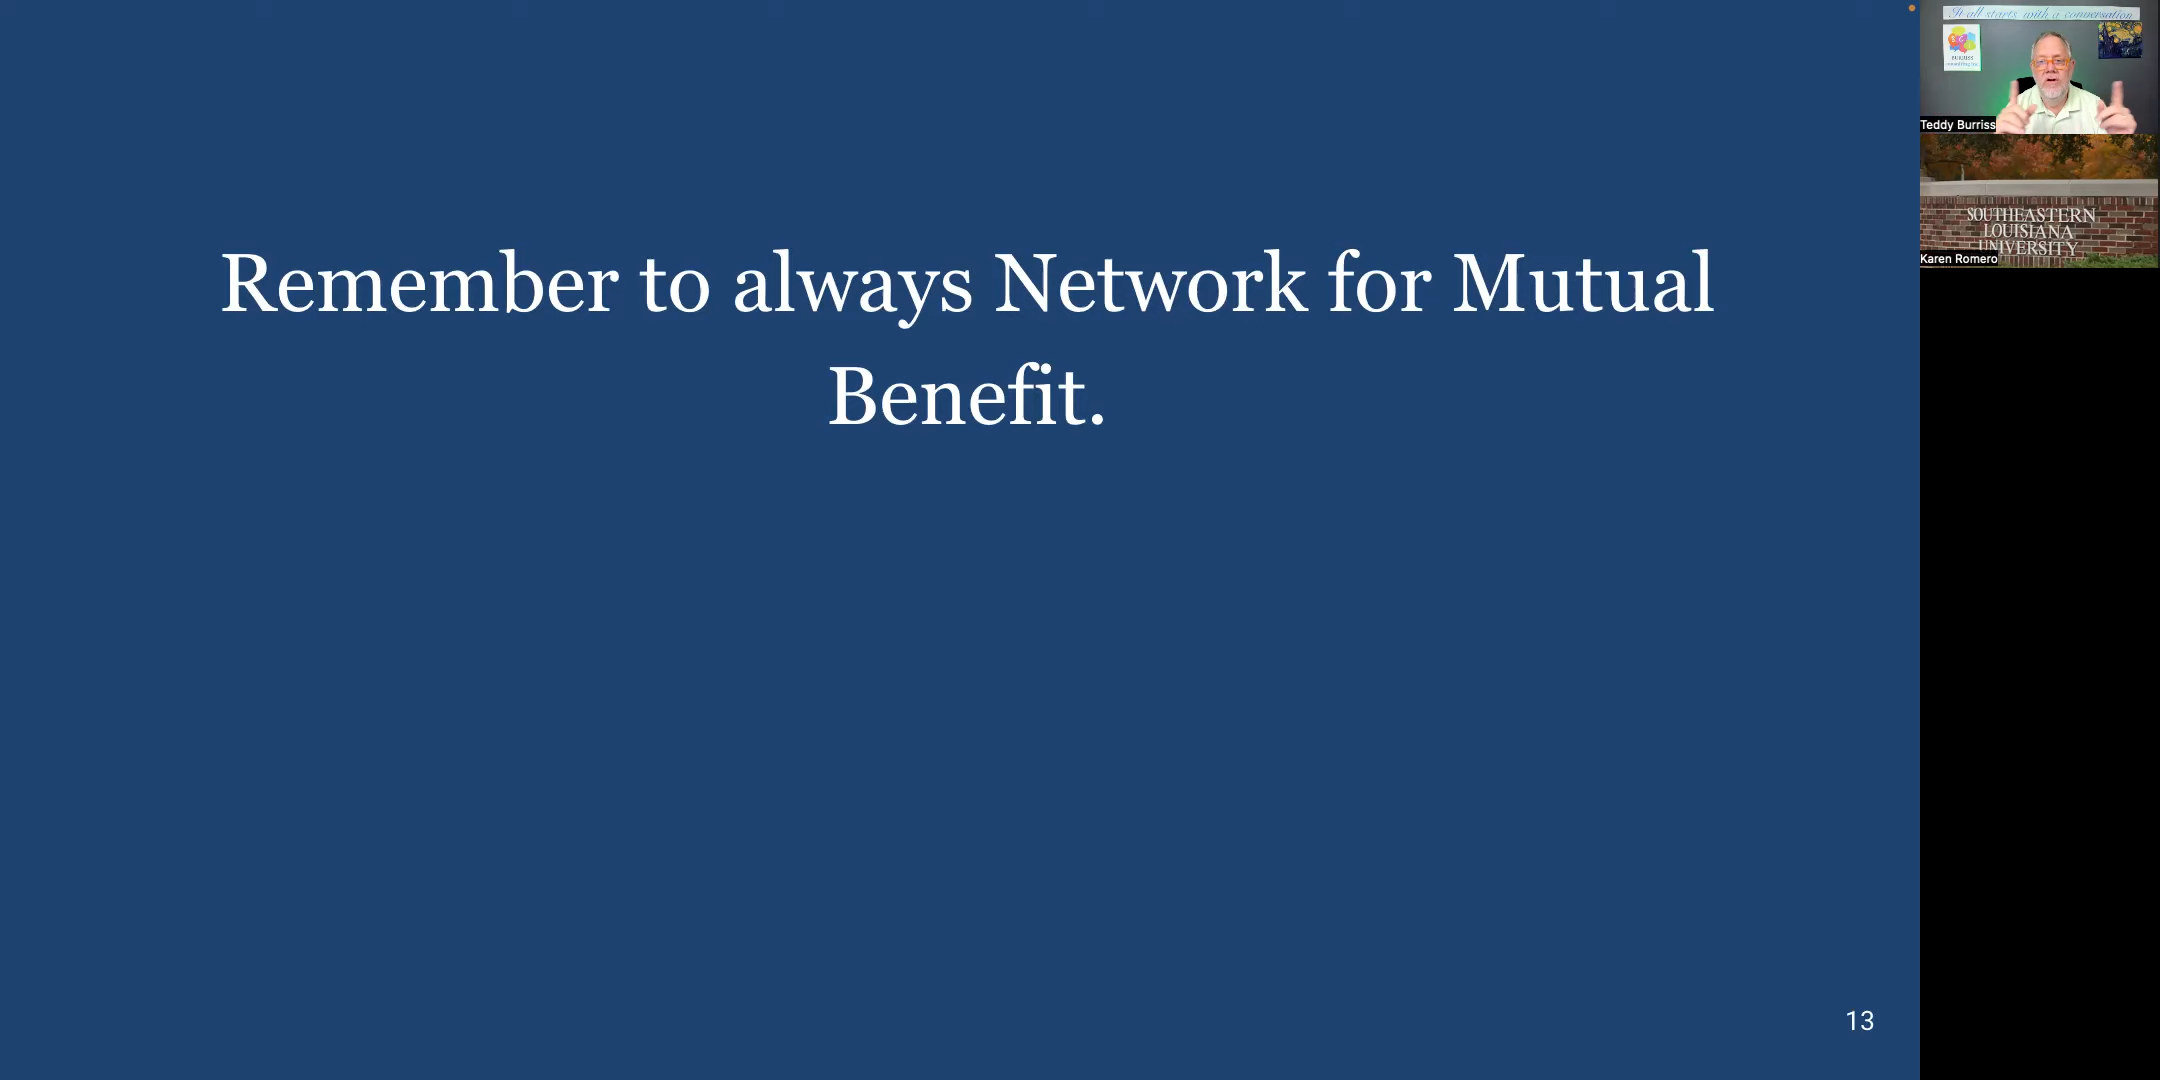 Remember to always Network for Mutual
Benefit.
13
It all starts with a conversation
BURRISS
Teddy Burriss
SOUTHEASTERN
LOUISIANA
UNIVERSITY
Karen Romero